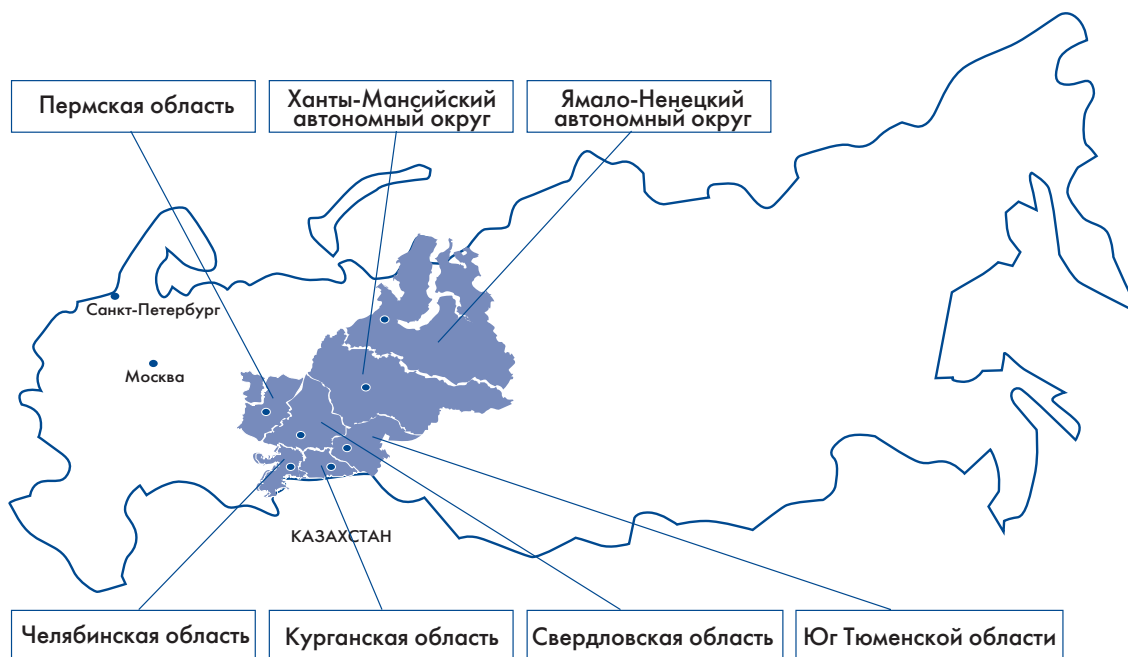 Пермская область
Ханты-Мансийский
автономный округ
Ямало-Ненецкий
автономный округ
Санкт-Петербург
Москва
КАЗАХСТАН
Челябинская область
Курганская область
Свердловская область
Юг Тюменской области